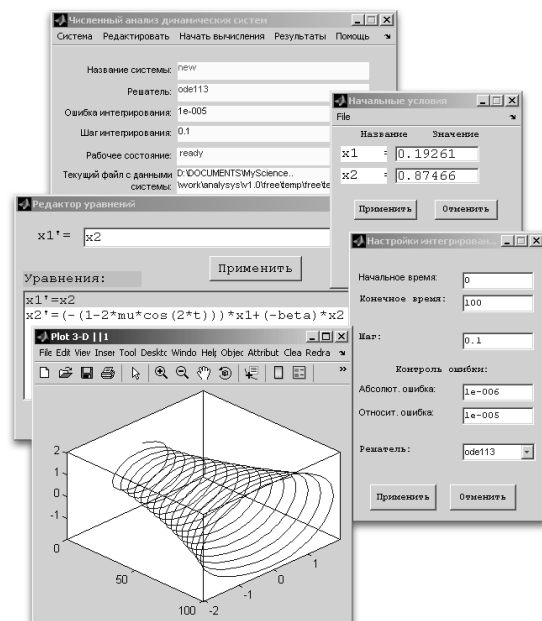 Численный анализ динамических систем
Система Редактировать Начать вычисления Результаты Помощь
Название системы: new
Решатель: ode113
Ошибка интегрирования: 1e-005
Шаг интегрирования: 0.1
Рабочее состояние: ready
Текущий файл с данными системы: D:\DOCUMENTS\MyScience..
\work\analysys\v1.0\free\temp\free\te
Начальные условия
File
Название Значение
x1 = 0.19261
x2 = 0.87466
Применить Отменить
Редактор уравнений
x1'= x2
Применить
Уравнения:
x1'=x2
x2'=(-(1-2*mu*cos(2*t)))*x1+(-beta)*x2
Настройки интегрирован...
Начальное время: 0
Конечное время: 100
Шаг: 0.1
Контроль ошибки:
Абсолют. ошибка: 1e-006
Относит. ошибка: 1e-005
Решатель: ode113
Применить Отменить
Plot 3-D ||1
File Edit Viev Inser Tool Desktc Windo Help Objec Attribut Clea Redra
2
1
0
-1
0
50
100
-2
-1
0
1